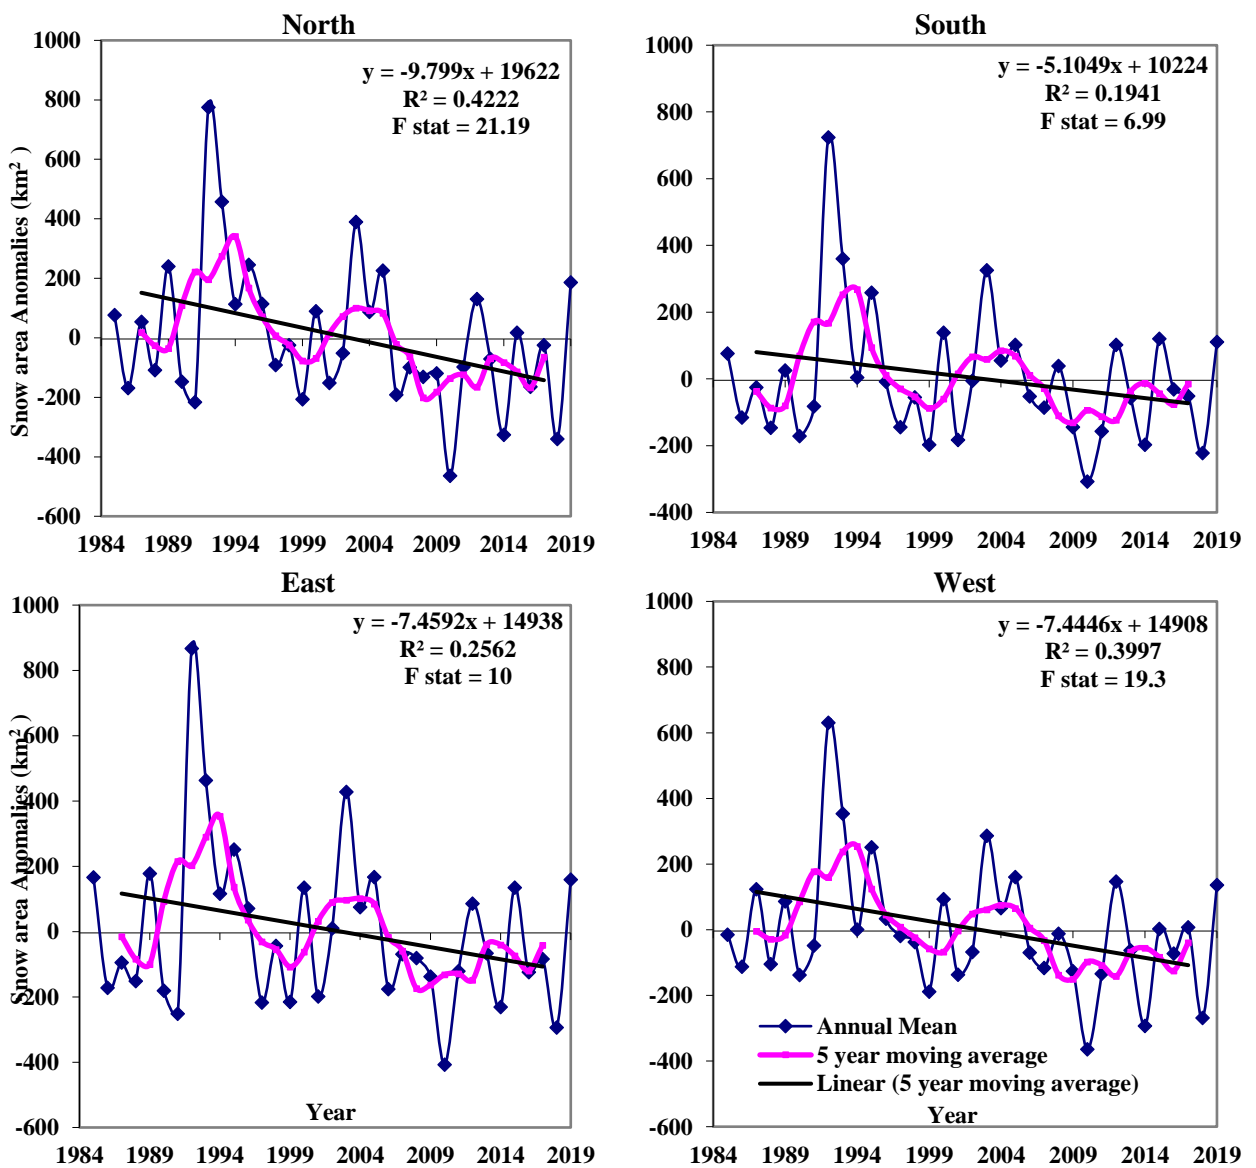 North
y = -9.799x + 19622
R² = 0.4222
F stat = 21.19
Snow area Anomalies (km² )
1000
800
600
400
200
0
-200
-400
-600
1984 1989 1994 1999 2004 2009 2014 2019
South
y = -5.1049x + 10224
R² = 0.1941
F stat = 6.99
1000
800
600
400
200
0
-200
-400
1984 1989 1994 1999 2004 2009 2014 2019
East
y = -7.4592x + 14938
R² = 0.2562
F stat = 10
Snow area Anomalies (km² )
1000
800
600
400
200
0
-200
-400
-600
Year
1984 1989 1994 1999 2004 2009 2014 2019
West
y = -7.4446x + 14908
R² = 0.3997
F stat = 19.3
1000
800
600
400
200
0
-200
-400
-600
Annual Mean
5 year moving average
Linear (5 year moving average)
Year
1984 1989 1994 1999 2004 2009 2014 2019